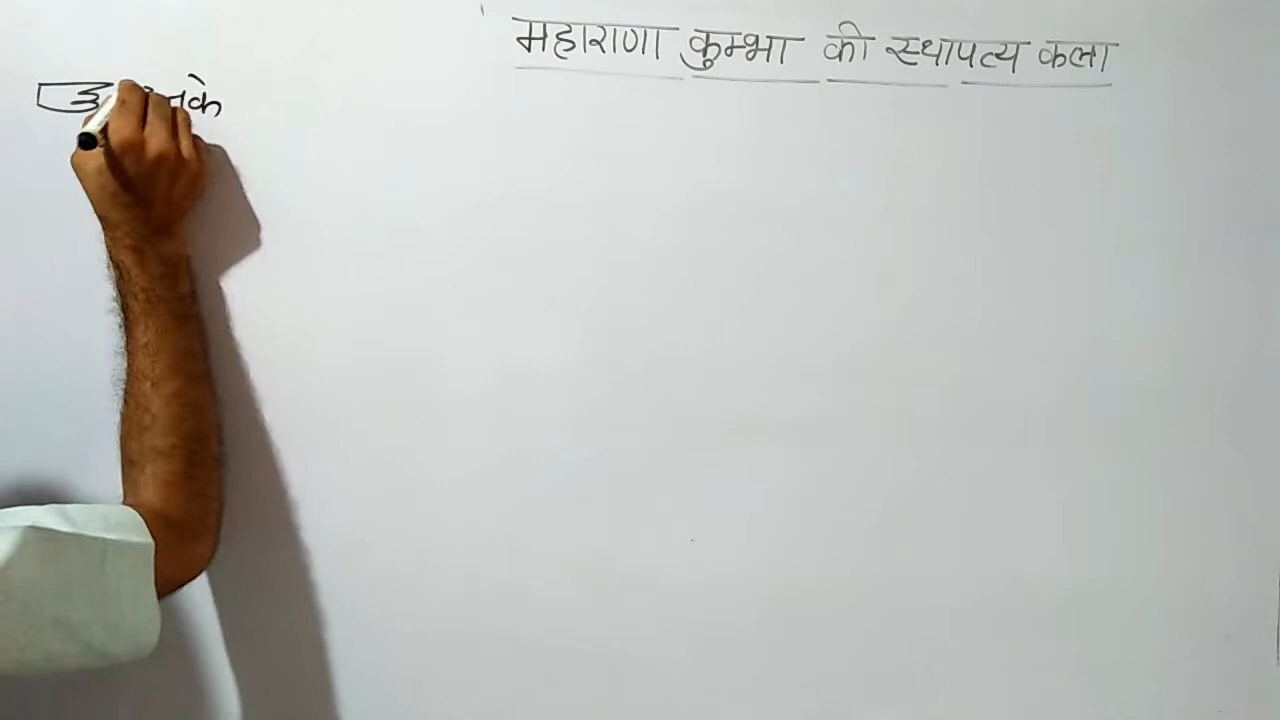 महाराणा कुम्भा की स्थापत्य कला